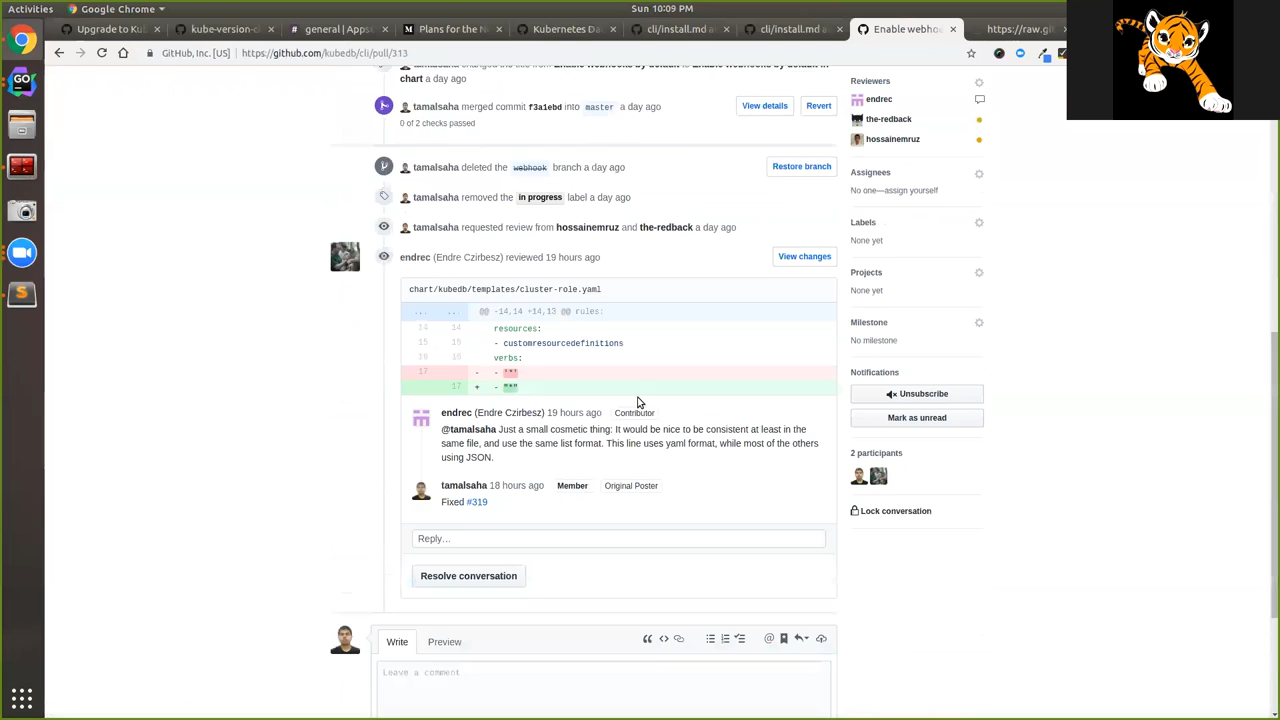 Activities
Google Chrome
Sun 10:09 PM
Upgrade to Kub
kube-version-c
general | Appsc
Plans for the Ne
Kubernetes Das
cli/install.md a
cli/install.md a
Enable webhoo
https://raw.git
GitHub, Inc. [US]
https://github.com/kubedb/cli/pull/313
chart a day ago
tamalsaha merged commit f3a1ebd into master a day ago
View details
Revert
0 of 2 checks passed
tamalsaha deleted the webhook branch a day ago
Restore branch
tamalsaha removed the in progress label a day ago
tamalsaha requested review from hossainemruz and the-redback a day ago
endrec (Endre Czirbesz) reviewed 19 hours ago
View changes
chart/kubedb/templates/cluster-role.yaml
... ... @@ -14,14 +14,13 @@ rules:
14 14 resources:
15 15 - customresourcedefinitions
16 16 verbs:
17 - - '*'
17 + - "*"
endrec (Endre Czirbesz) 19 hours ago Contributor
@tamalsaha Just a small cosmetic thing: It would be nice to be consistent at least in the
same file, and use the same list format. This line uses yaml format, while most of the others
using JSON.
tamalsaha 18 hours ago Member Original Poster
Fixed #319
Reply…
Resolve conversation
Write
Preview
Leave a comment
Reviewers
endrec
the-redback
hossainemruz
Assignees
No one—assign yourself
Labels
None yet
Projects
None yet
Milestone
No milestone
Notifications
Unsubscribe
Mark as unread
2 participants
Lock conversation